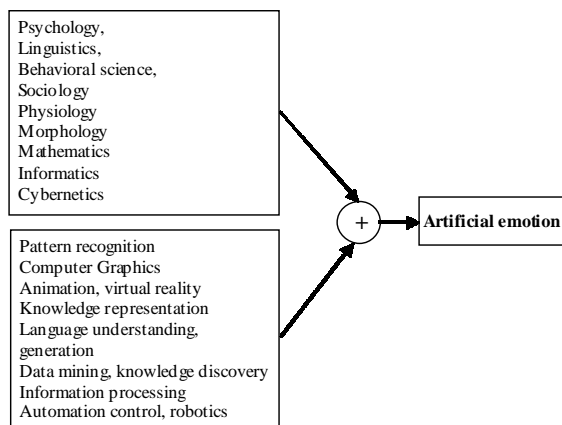 Psychology,
Linguistics,
Behavioral science,
Sociology
Physiology
Morphology
Mathematics
Informatics
Cybernetics
+
Artificial emotion
Pattern recognition
Computer Graphics
Animation, virtual reality
Knowledge representation
Language understanding,
generation
Data mining, knowledge discovery
Information processing
Automation control, robotics